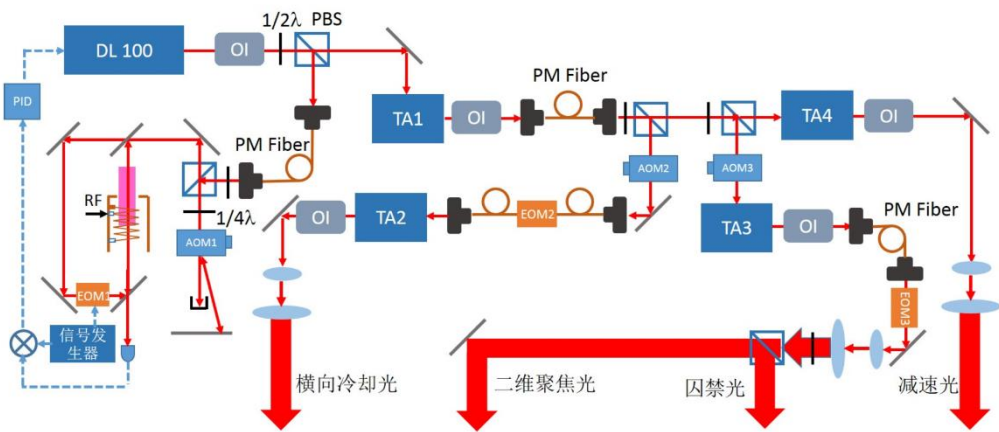 1/2λ PBS
DL 100
OI
PM Fiber
PID
TA1
OI
TA4
OI
PM Fiber
AOM2
AOM3
RF
1/4λ
AOM1
OI
TA2
EOM2
TA3
OI
PM Fiber
EOM1
EOM3
信号发
生器
横向冷却光
二维聚焦光
囚禁光
减速光